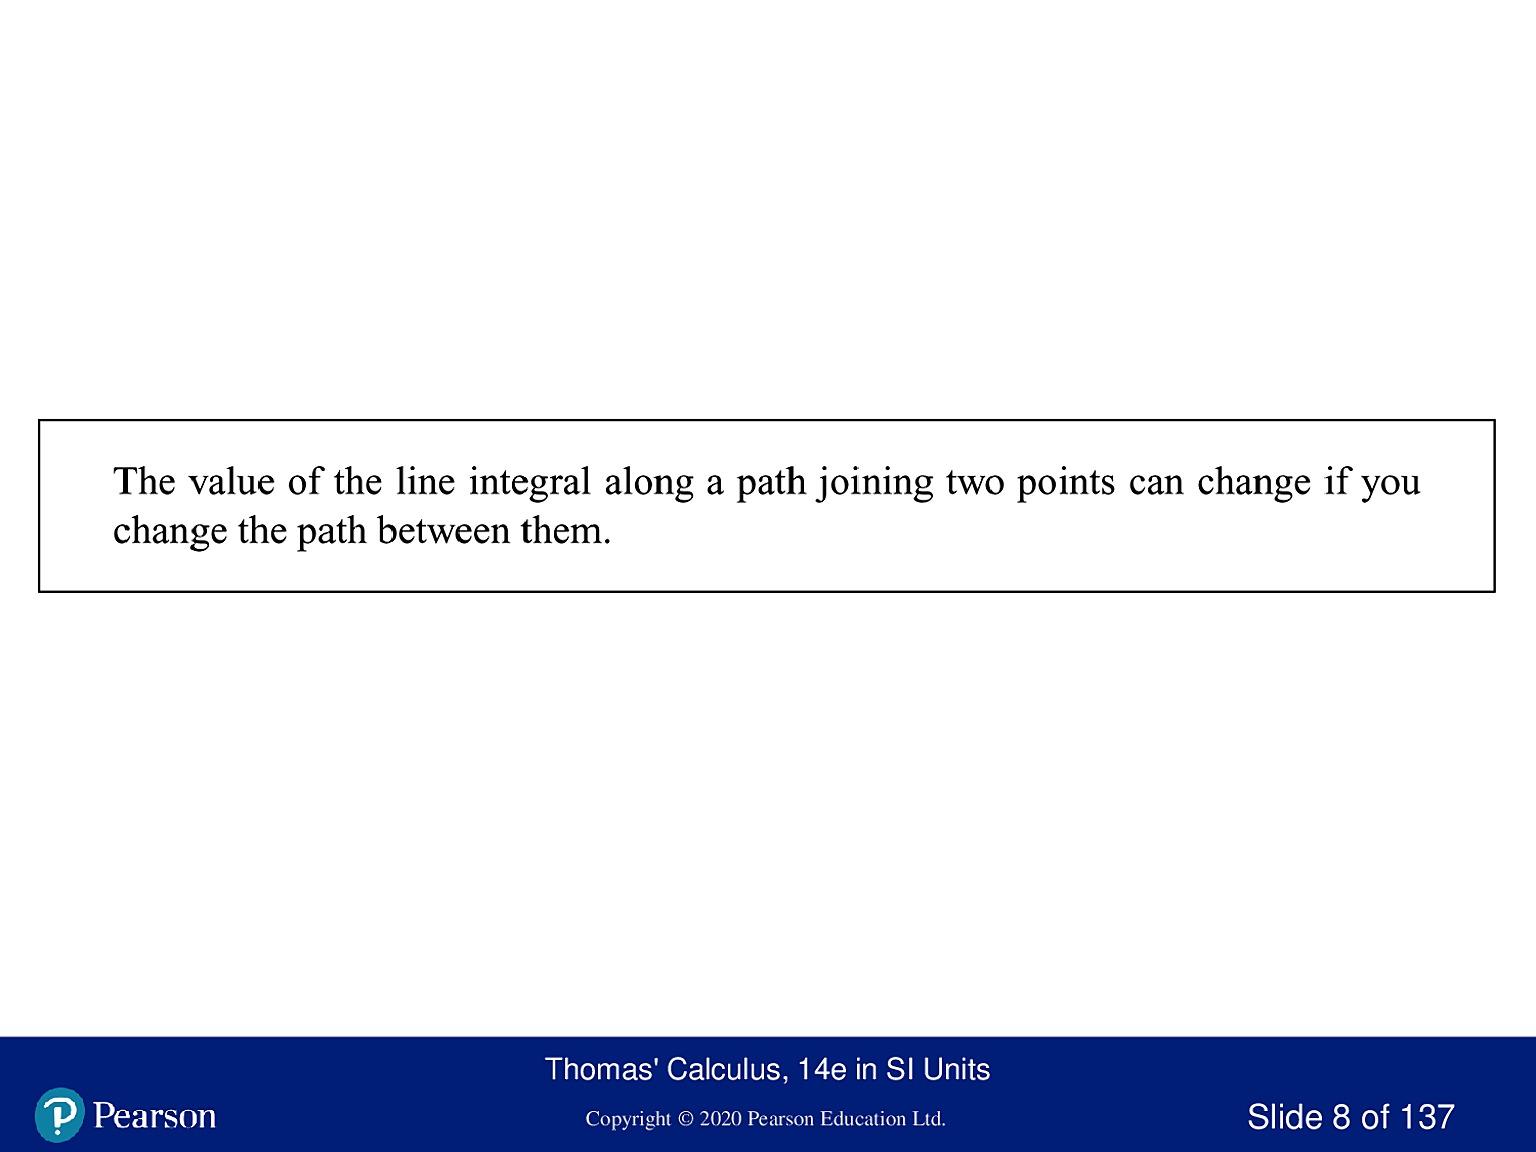 The value of the line integral along a path joining two points can change if you
change the path between them.
Thomas' Calculus, 14e in SI Units
Pearson
Copyright © 2020 Pearson Education Ltd.
Slide 8 of 137